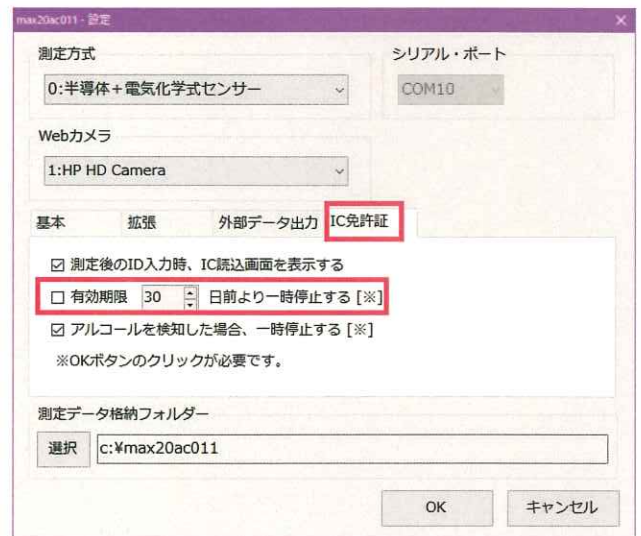 max20ac011 - 設定
測定方式
シリアル・ポート
0:半導体+電気化学式センサー
COM10
Webカメラ
1:HP HD Camera
基本 拡張 外部データ出力 IC免許証
☑ 測定後のID入力時、IC読込画面を表示する
☐ 有効期限 30 日前より一時停止する [※]
☑ アルコールを検知した場合、一時停止する [※]
※OKボタンのクリックが必要です。
測定データ格納フォルダー
選択 c:¥max20ac011
OK キャンセル